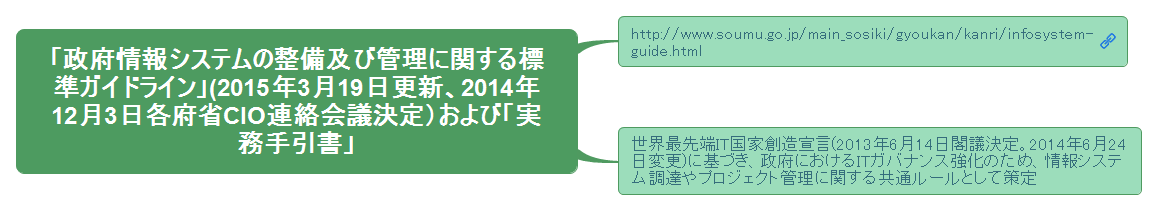 「政府情報システムの整備及び管理に関する標
準ガイドライン」(2015年3月19日更新、2014年
12月3日各府省CIO連絡会議決定)および「実
務手引書」
http://www.soumu.go.jp/main_sosiki/gyoukan/kanri/infosystem-
guide.html
世界最先端IT国家創造宣言(2013年6月14日閣議決定。2014年6月24
日変更)に基づき、政府におけるITガバナンス強化のため、情報システ
ム調達やプロジェクト管理に関する共通ルールとして策定